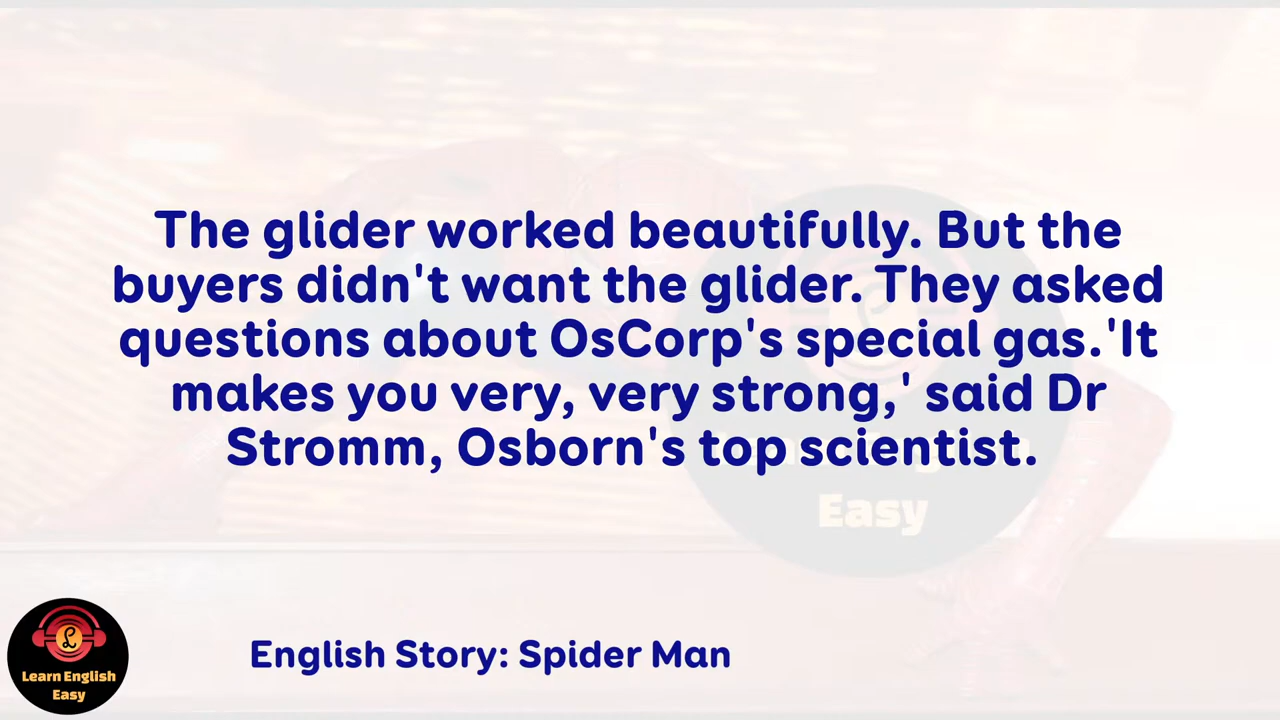 The glider worked beautifully. But the
buyers didn't want the glider. They asked
questions about OsCorp's special gas.'It
makes you very, very strong,' said Dr
Stromm, Osborn's top scientist.
Easy
English Story: Spider Man
L
Learn English
Easy